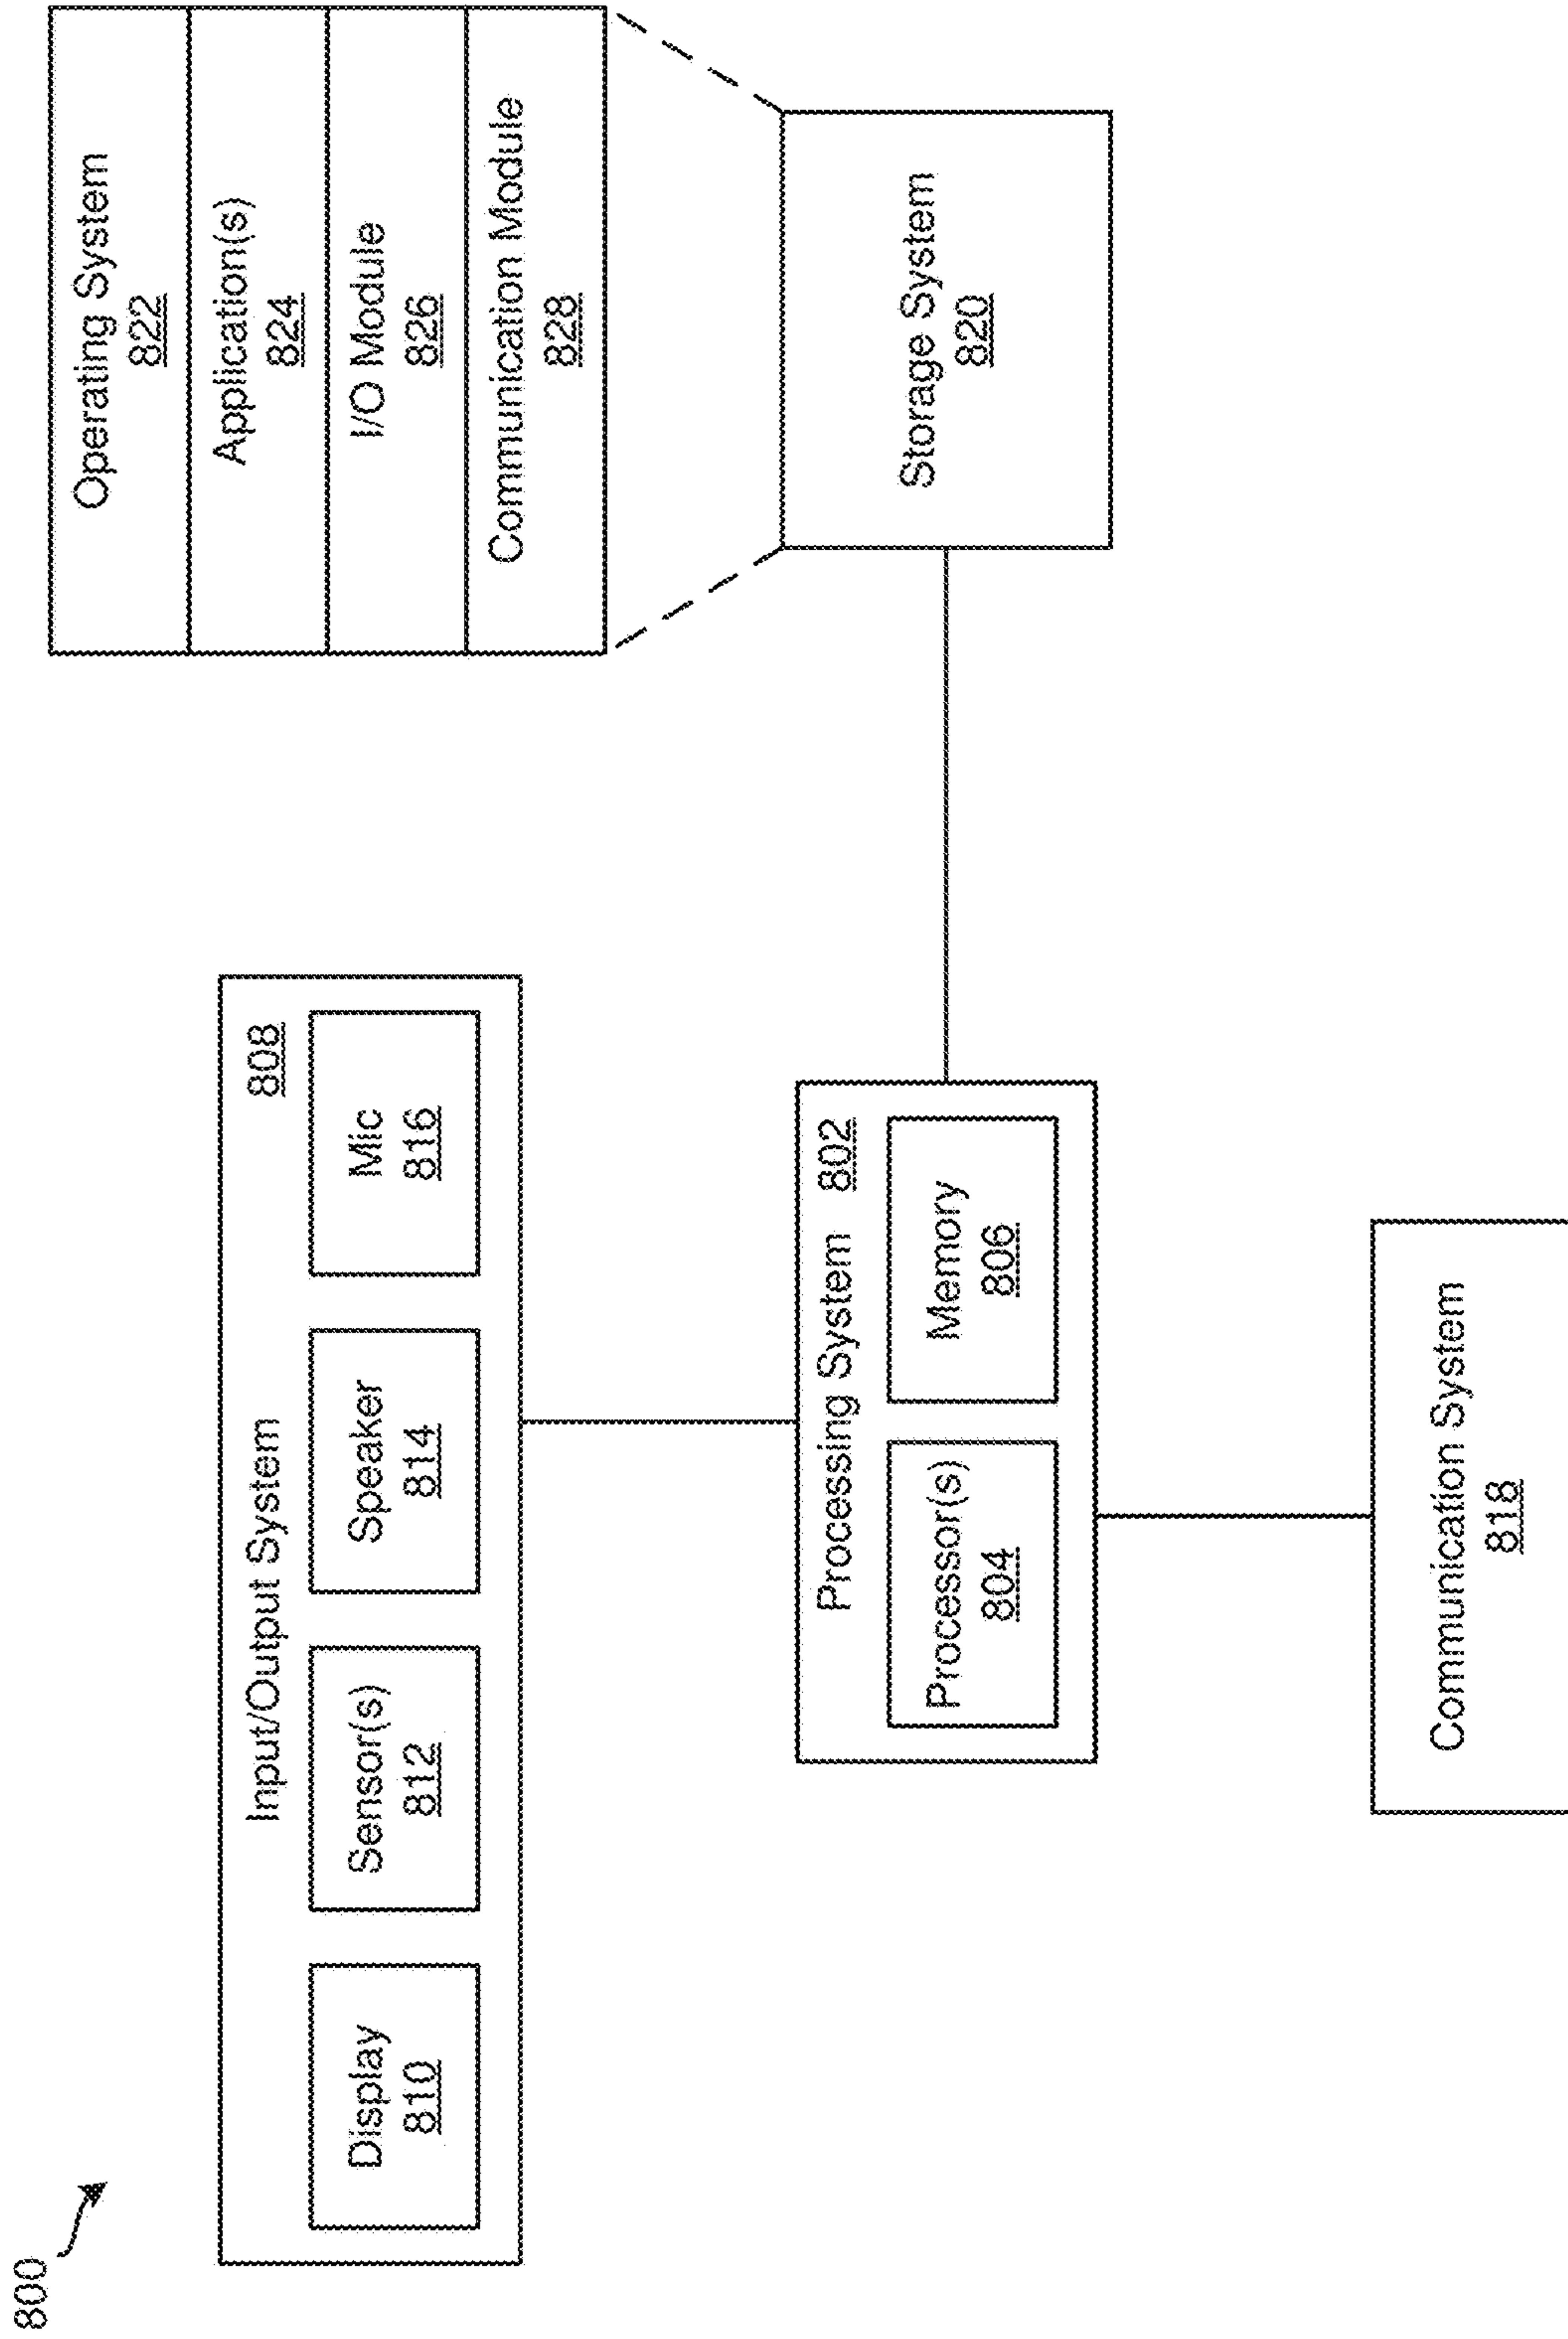 800
Input/Output System
808
Display
810
Sensor(s)
812
Speaker
814
Mic
816
Operating System
822
Application(s)
824
I/O Module
826
Communication Module
828
Processing System 802
Processor(s)
804
Memory
806
Storage System
820
Communication System
818